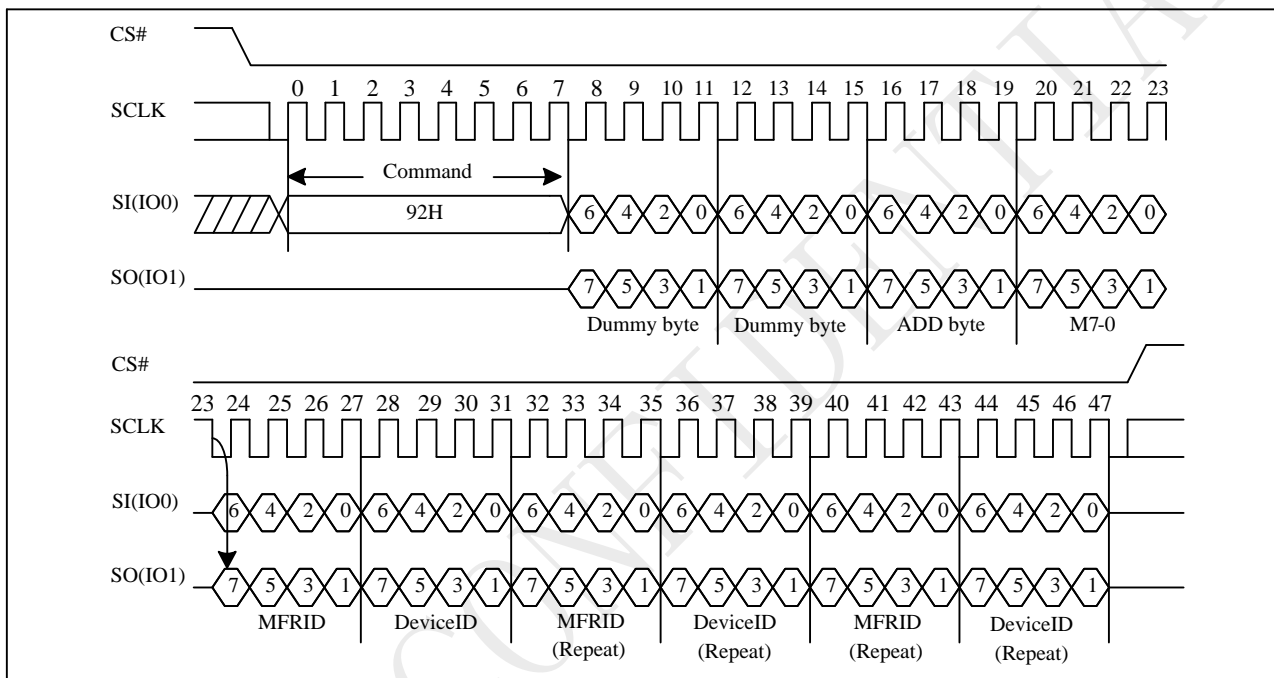 CS#
0 1 2 3 4 5 6 7 8 9 10 11 12 13 14 15 16 17 18 19 20 21 22 23
SCLK
Command
SI(IO0)
92H
6 4 2 0 6 4 2 0 6 4 2 0 6 4 2 0
SO(IO1)
7 5 3 1 7 5 3 1 7 5 3 1 7 5 3 1
Dummy byte Dummy byte ADD byte M7-0
CS#
23 24 25 26 27 28 29 30 31 32 33 34 35 36 37 38 39 40 41 42 43 44 45 46 47
SCLK
SI(IO0)
6 4 2 0 6 4 2 0 6 4 2 0 6 4 2 0 6 4 2 0 6 4 2 0
SO(IO1)
7 5 3 1 7 5 3 1 7 5 3 1 7 5 3 1 7 5 3 1 7 5 3 1
MFRID DeviceID MFRID DeviceID MFRID DeviceID
(Repeat) (Repeat) (Repeat) (Repeat)
CONFIDENTIA